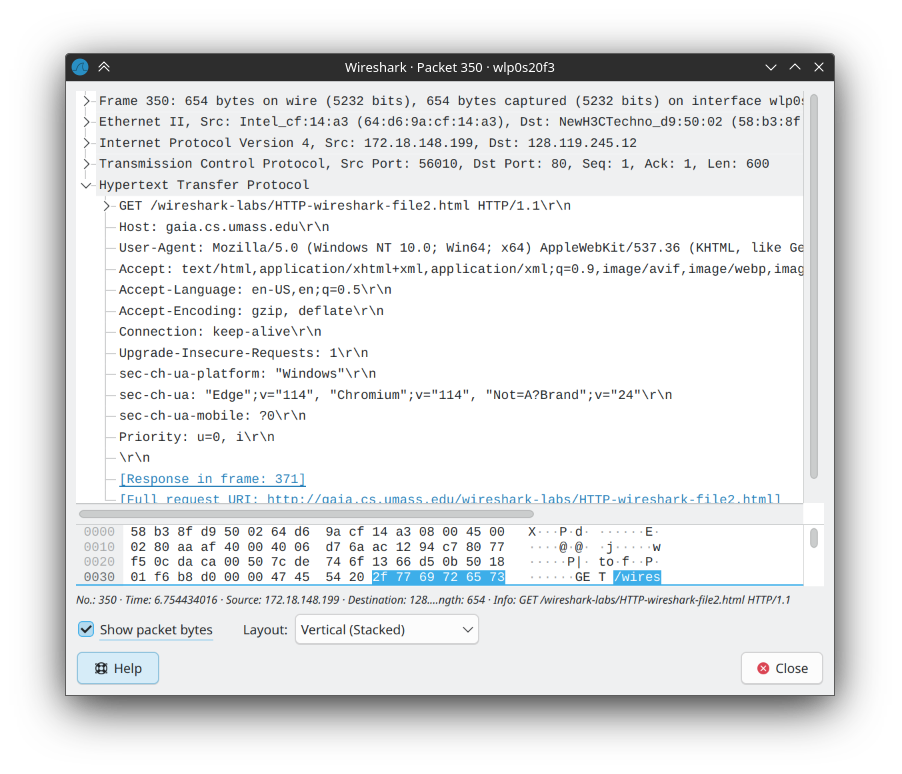 Wireshark · Packet 350 · wlp0s20f3
Frame 350: 654 bytes on wire (5232 bits), 654 bytes captured (5232 bits) on interface wlp0s
Ethernet II, Src: Intel_cf:14:a3 (64:d6:9a:cf:14:a3), Dst: NewH3CTechno_d9:50:02 (58:b3:8f
Internet Protocol Version 4, Src: 172.18.148.199, Dst: 128.119.245.12
Transmission Control Protocol, Src Port: 56010, Dst Port: 80, Seq: 1, Ack: 1, Len: 600
Hypertext Transfer Protocol
GET /wireshark-labs/HTTP-wireshark-file2.html HTTP/1.1\r\n
Host: gaia.cs.umass.edu\r\n
User-Agent: Mozilla/5.0 (Windows NT 10.0; Win64; x64) AppleWebKit/537.36 (KHTML, like Ge
Accept: text/html,application/xhtml+xml,application/xml;q=0.9,image/avif,image/webp,imag
Accept-Language: en-US,en;q=0.5\r\n
Accept-Encoding: gzip, deflate\r\n
Connection: keep-alive\r\n
Upgrade-Insecure-Requests: 1\r\n
sec-ch-ua-platform: "Windows"\r\n
sec-ch-ua: "Edge";v="114", "Chromium";v="114", "Not=A?Brand";v="24"\r\n
sec-ch-ua-mobile: ?0\r\n
Priority: u=0, i\r\n
\r\n
[Response in frame: 371]
[Full request URI: http://gaia.cs.umass.edu/wireshark-labs/HTTP-wireshark-file2.html]
0000 58 b3 8f d9 50 02 64 d6 9a cf 14 a3 08 00 45 00 X···P·d· ······E·
0010 02 80 aa af 40 00 40 06 d7 6a ac 12 94 c7 80 77 ····@·@· ·j·····w
0020 f5 0c da ca 00 50 7c de 74 6f 13 66 d5 0b 50 18 ·····P|· to·f··P·
0030 01 f6 b8 d0 00 00 47 45 54 20 2f 77 69 72 65 73 ······GE T /wires
No.: 350 · Time: 6.754434016 · Source: 172.18.148.199 · Destination: 128....ngth: 654 · Info: GET /wireshark-labs/HTTP-wireshark-file2.html HTTP/1.1
Show packet bytes Layout: Vertical (Stacked)
Help Close